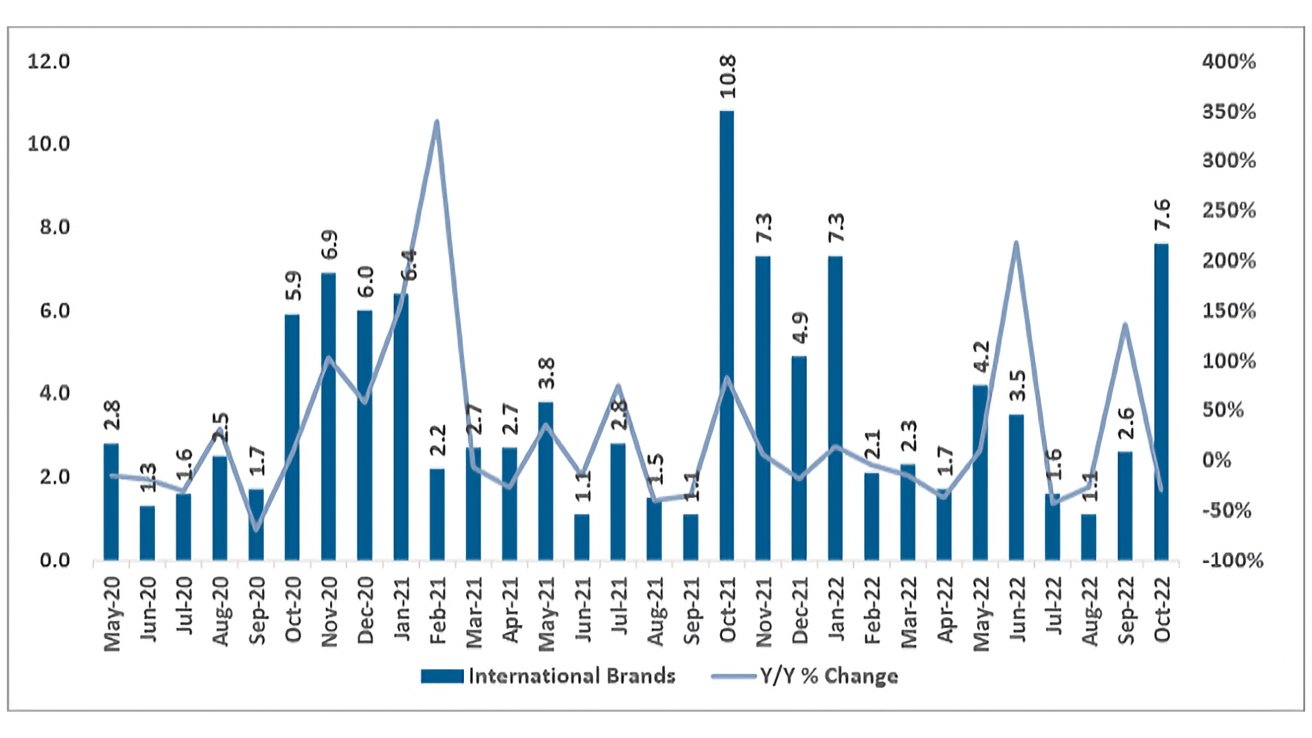 12.0
10.0
8.0
6.0
4.0
2.0
0.0
400%
350%
300%
250%
200%
150%
100%
50%
0%
-50%
-100%
2.8
1.3
1.6
2.5
1.7
5.9
6.9
6.0
6.4
2.2
2.7
2.7
3.8
1.1
2.8
1.5
1.1
10.8
7.3
4.9
7.3
2.1
2.3
1.7
4.2
3.5
1.6
1.1
2.6
7.6
May-20
Jun-20
Jul-20
Aug-20
Sep-20
Oct-20
Nov-20
Dec-20
Jan-21
Feb-21
Mar-21
Apr-21
May-21
Jun-21
Jul-21
Aug-21
Sep-21
Oct-21
Nov-21
Dec-21
Jan-22
Feb-22
Mar-22
Apr-22
May-22
Jun-22
Jul-22
Aug-22
Sep-22
Oct-22
International Brands
Y/Y % Change